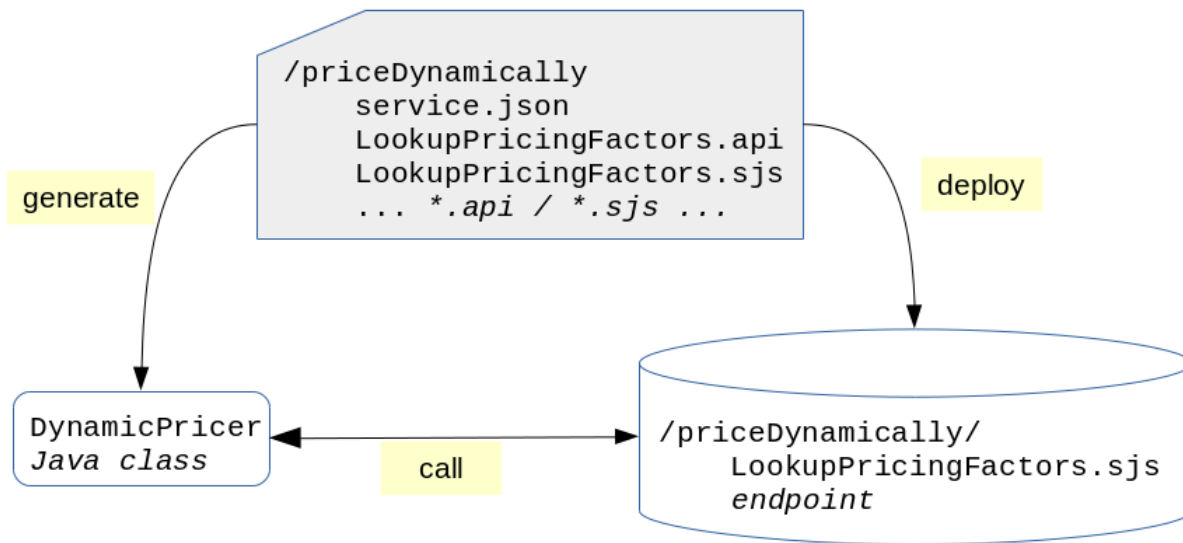 /priceDynamically
service.json
LookupPricingFactors.api
LookupPricingFactors.sjs
... *.api / *.sjs ...
generate
deploy
DynamicPricer
Java class
call
/priceDynamically/
LookupPricingFactors.sjs
endpoint